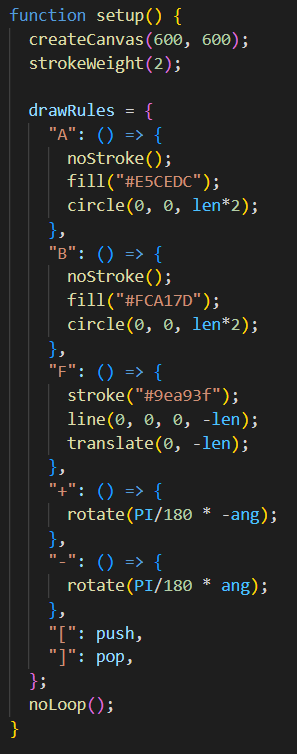 function setup() {
  createCanvas(600, 600);
  strokeWeight(2);

  drawRules = {
    "A": () => {
      noStroke();
      fill("#E5CEDC");
      circle(0, 0, len*2);
    },
    "B": () => {
      noStroke();
      fill("#FCA17D");
      circle(0, 0, len*2);
    },
    "F": () => {
      stroke("#9ea93f");
      line(0, 0, 0, -len);
      translate(0, -len);
    },
    "+": () => {
      rotate(PI/180 * -ang);
    },
    "-": () => {
      rotate(PI/180 * ang);
    },
    "[": push,
    "]": pop,
  };
  noLoop();
}